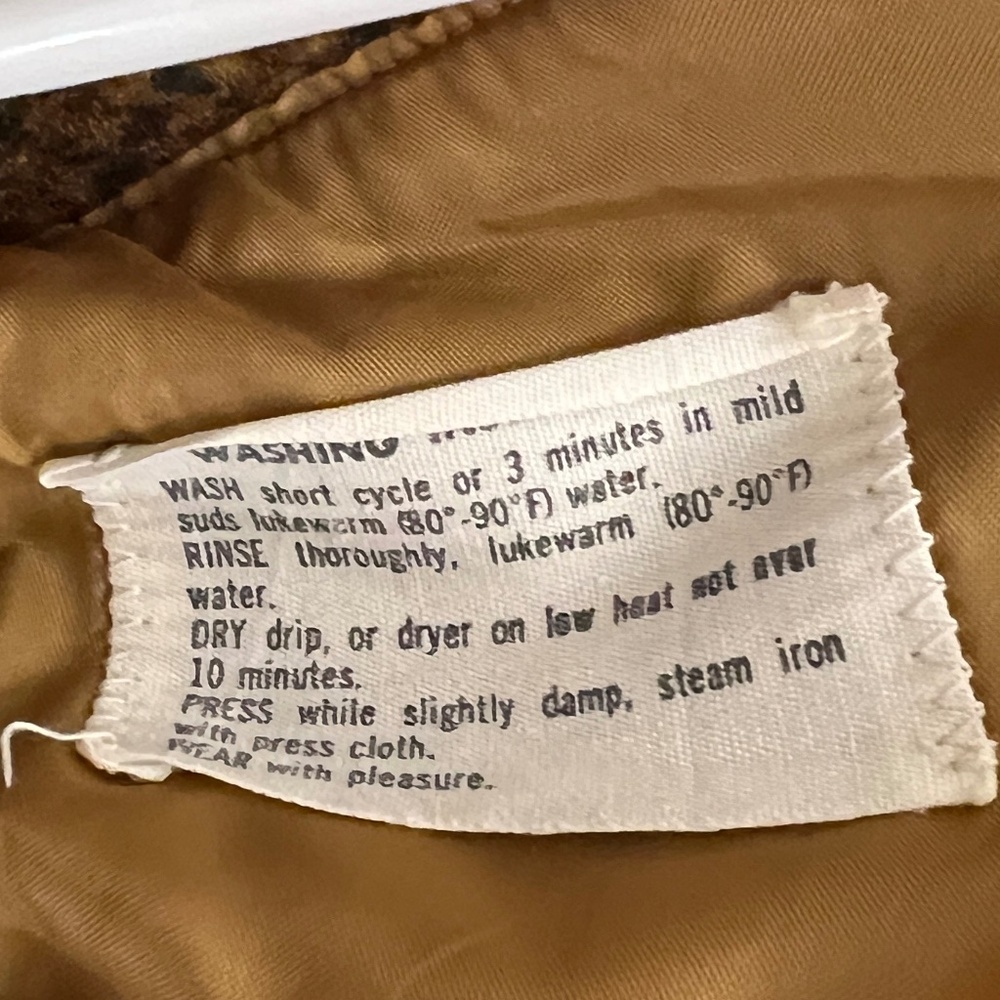 WASHING
WASH short cycle or 3 minutes in mild
suds lukewarm (80°-90°F) water.
RINSE thoroughly, lukewarm (80°-90°F)
water.
DRY drip, or dryer on low heat not over
10 minutes.
PRESS while slightly damp, steam iron
with press cloth.
WEAR with pleasure.